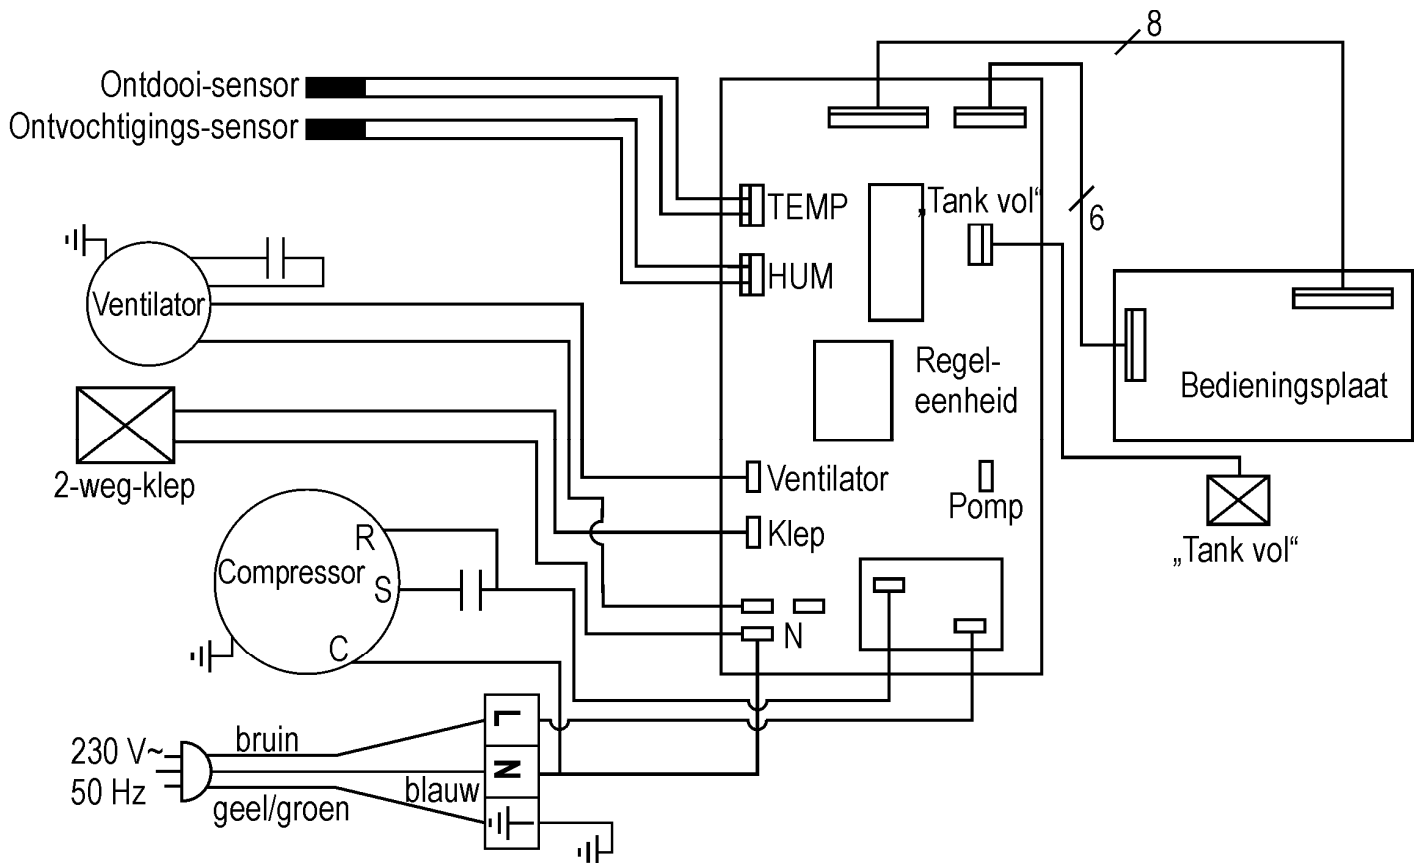 8
Ontdooi-sensor
Ontvochtigings-sensor
TEMP
„Tank vol“
6
HUM
Ventilator
Regel-
eenheid
Bedieningsplaat
2-weg-klep
Ventilator
Pomp
Klep
„Tank vol“
R
Compressor
S
C
N
L
bruin
230 V~
N
50 Hz
blauw
geel/groen